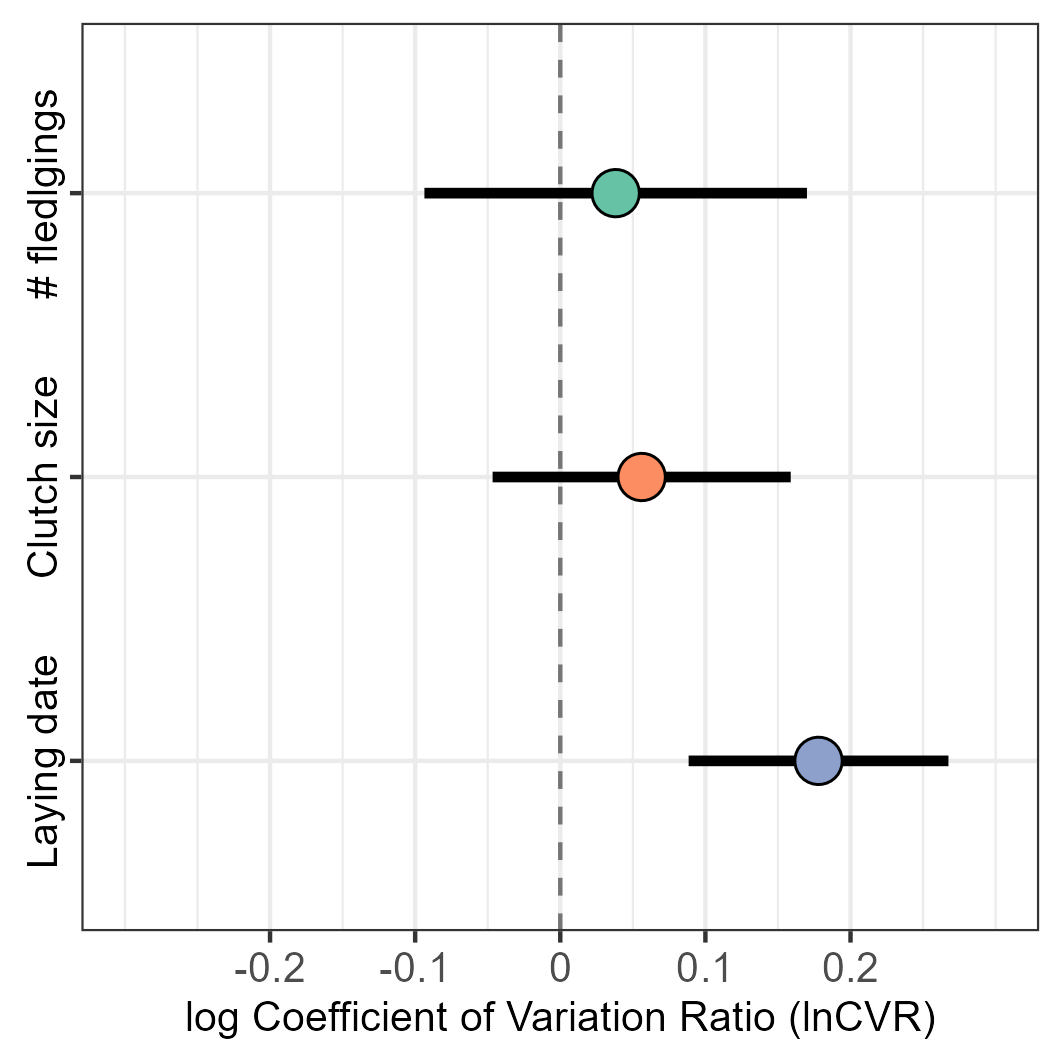 # fledlgings
Clutch size
Laying date
-0.2
-0.1
0
0.1
0.2
log Coefficient of Variation Ratio (lnCVR)